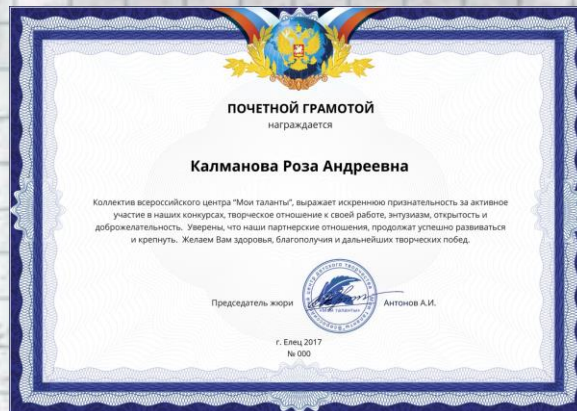 ПОЧЕТНОЙ ГРАМОТОЙ
награждается
Калманова Роза Андреевна
Коллектив всероссийского центра "Мои таланты", выражает искреннюю признательность за активное
участие в наших конкурсах, творческое отношение к своей работе, энтузиазм, открытость и
доброжелательность. Уверены, что наши партнерские отношения, продолжат успешно развиваться
и крепнуть. Желаем Вам здоровья, благополучия и дальнейших творческих побед.
Председатель жюри
Антонов А.И.
г. Елец 2017
№ 000